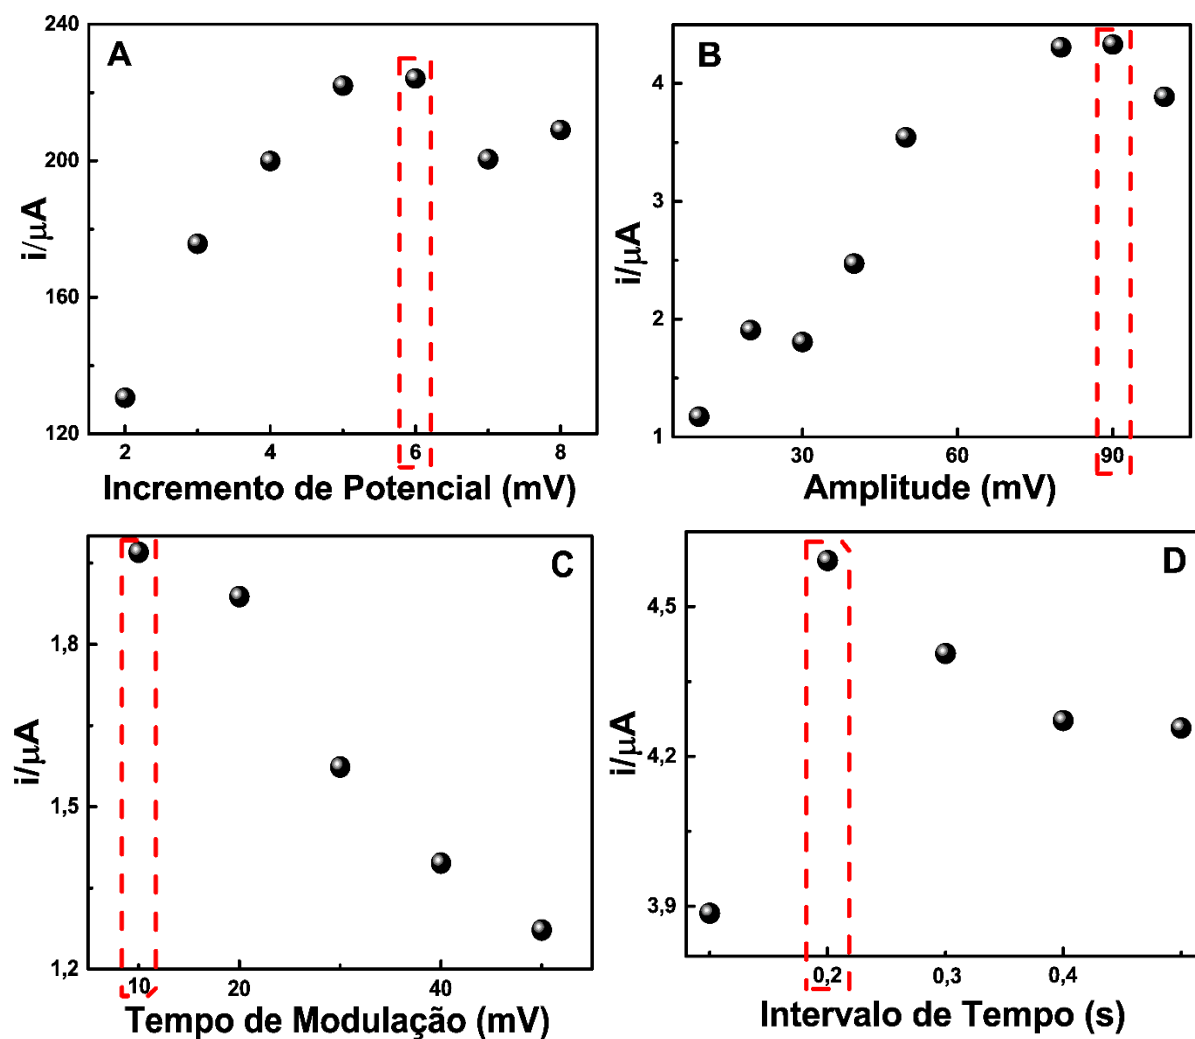 A
i/µA
240
200
160
120
2
4
6
8
Incremento de Potencial (mV)
B
i/µA
4
3
2
1
30
60
90
Amplitude (mV)
C
i/µA
1,8
1,5
1,2
10
20
40
Tempo de Modulação (mV)
D
i/µA
4,5
4,2
3,9
0,2
0,3
0,4
Intervalo de Tempo (s)